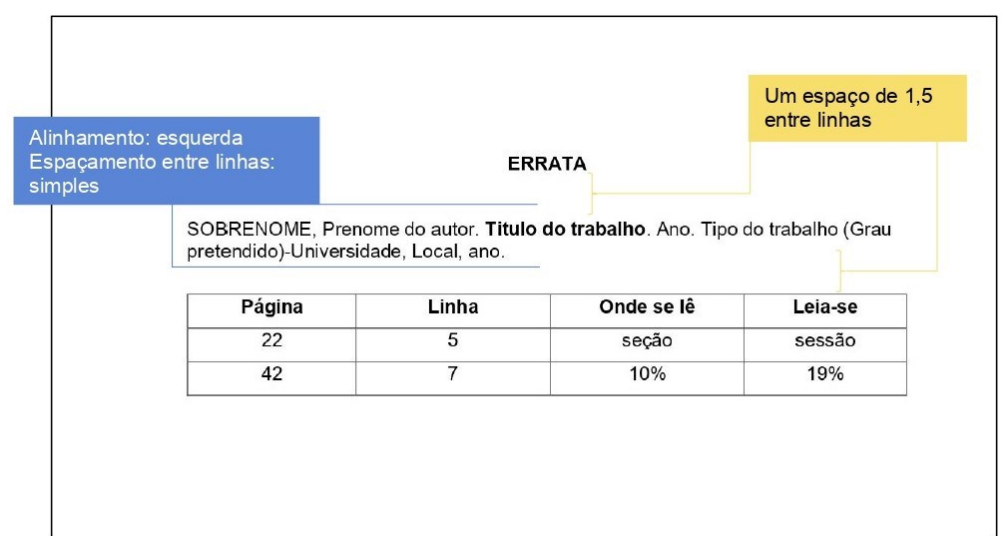 Um espaço de 1,5
entre linhas
Alinhamento: esquerda
Espaçamento entre linhas:
simples
ERRATA
SOBRENOME, Prenome do autor. Título do trabalho. Ano. Tipo do trabalho (Grau
pretendido)-Universidade, Local, ano.
Página Linha Onde se lê Leia-se
22 5 seção sessão
42 7 10% 19%